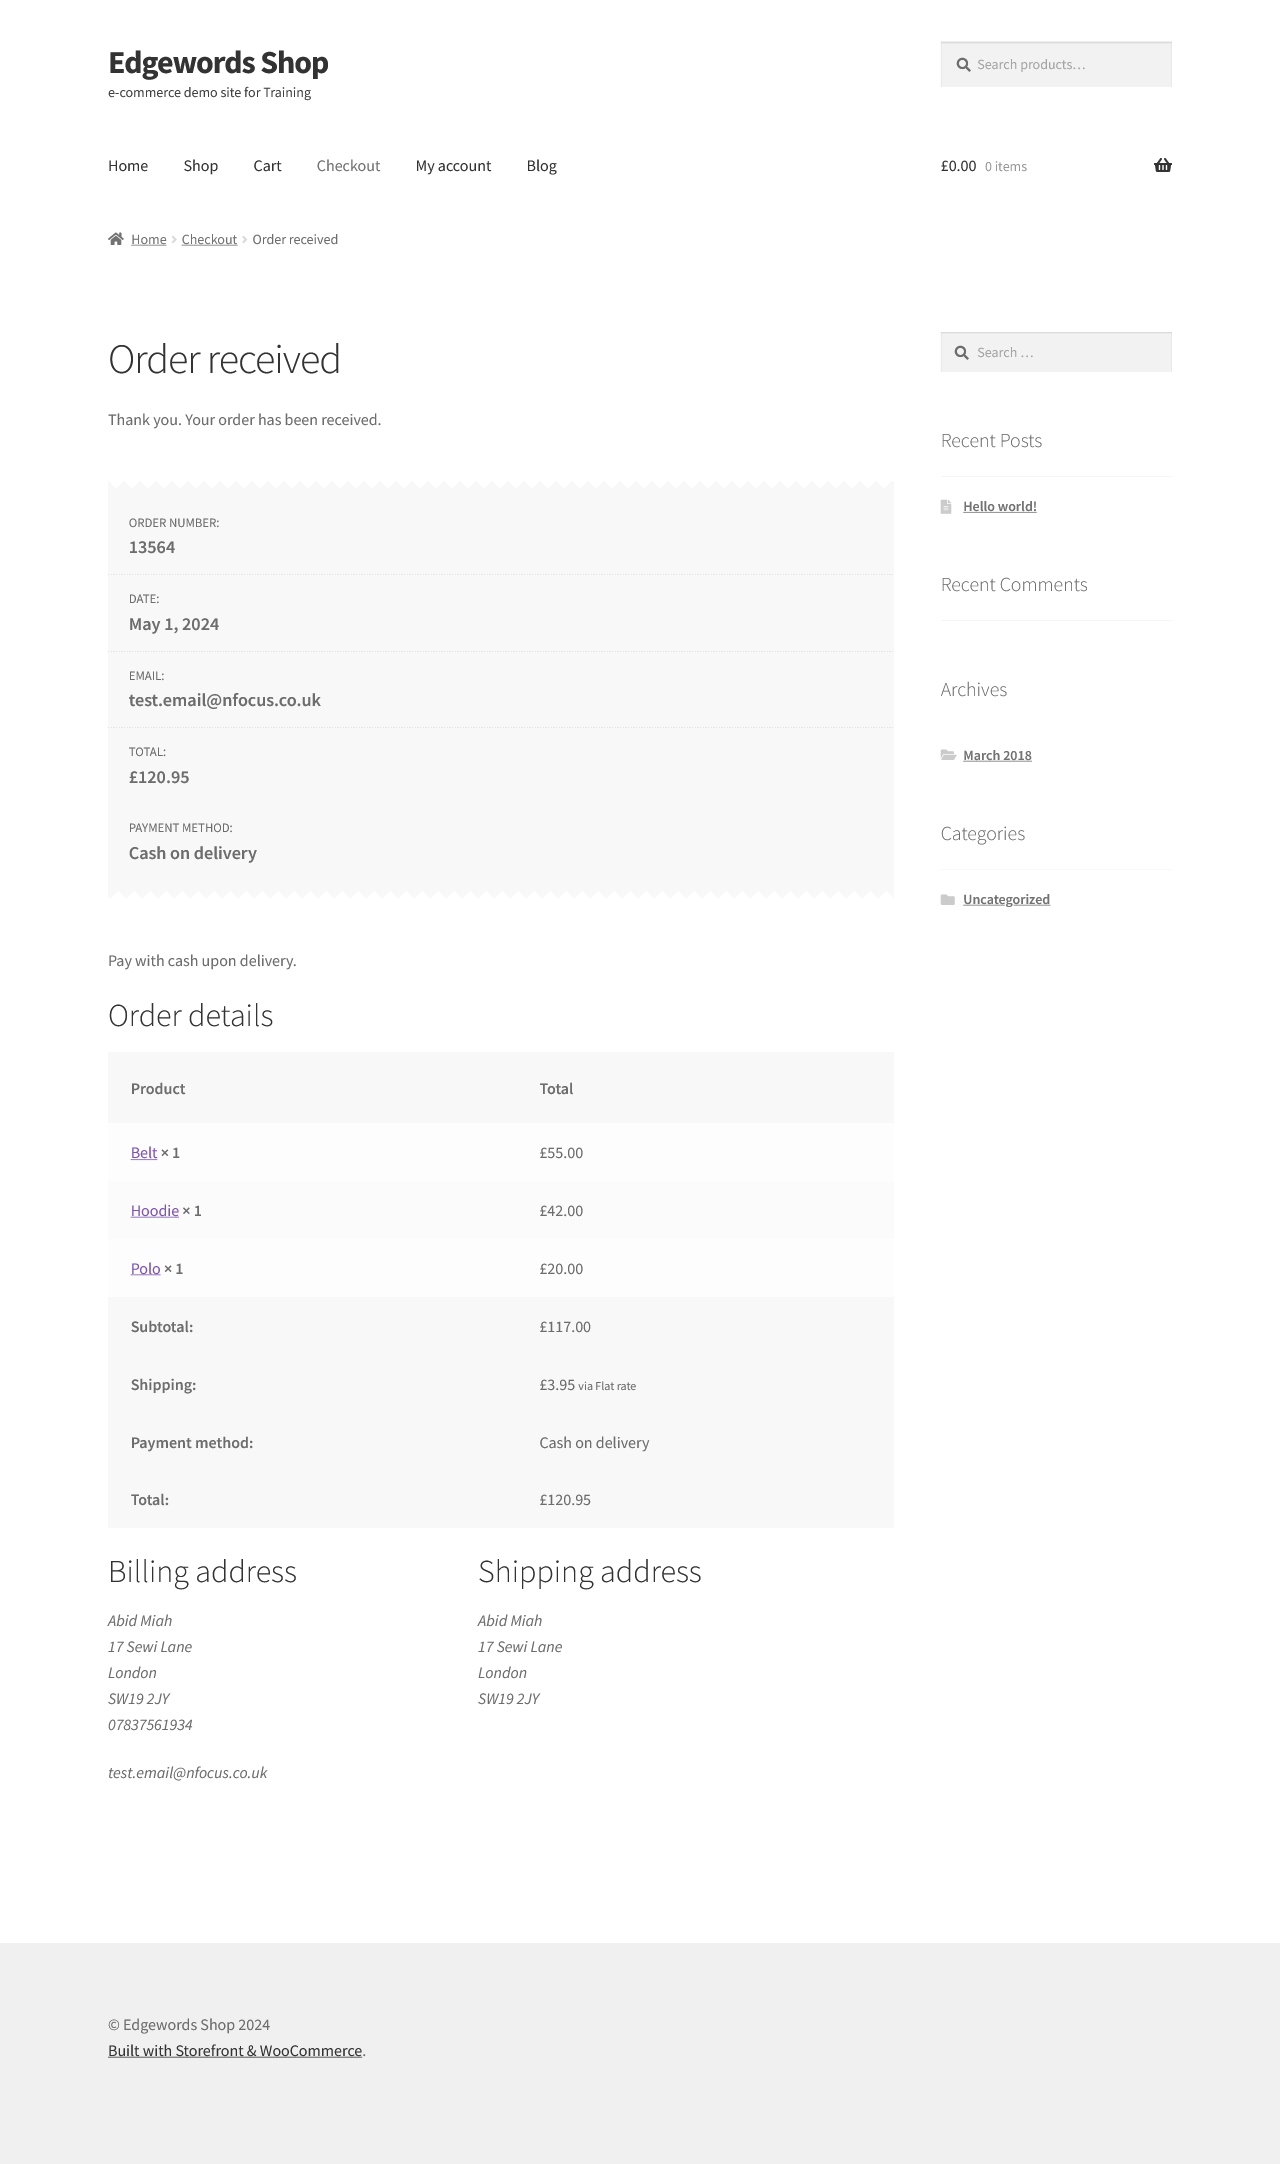 Edgewords Shop
e-commerce demo site for Training
Search products…
Home Shop Cart Checkout My account Blog
£0.00 0 items
Home Checkout Order received
Order received
Thank you. Your order has been received.
ORDER NUMBER:
13564
DATE:
May 1, 2024
EMAIL:
test.email@nfocus.co.uk
TOTAL:
£120.95
PAYMENT METHOD:
Cash on delivery
Pay with cash upon delivery.
Order details
Product Total
Belt × 1 £55.00
Hoodie × 1 £42.00
Polo × 1 £20.00
Subtotal: £117.00
Shipping: £3.95 via Flat rate
Payment method: Cash on delivery
Total: £120.95
Billing address
Abid Miah
17 Sewi Lane
London
SW19 2JY
07837561934
test.email@nfocus.co.uk
Shipping address
Abid Miah
17 Sewi Lane
London
SW19 2JY
Search …
Recent Posts
Hello world!
Recent Comments
Archives
March 2018
Categories
Uncategorized
© Edgewords Shop 2024
Built with Storefront & WooCommerce.